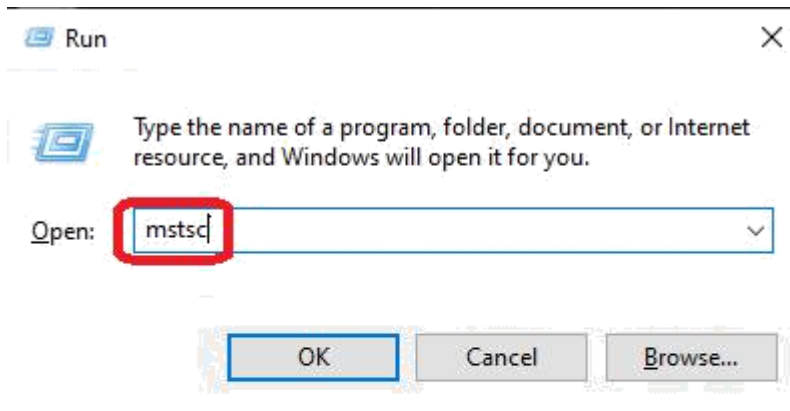 Run
Type the name of a program, folder, document, or Internet
resource, and Windows will open it for you.
Open: mstsc
OK Cancel Browse...